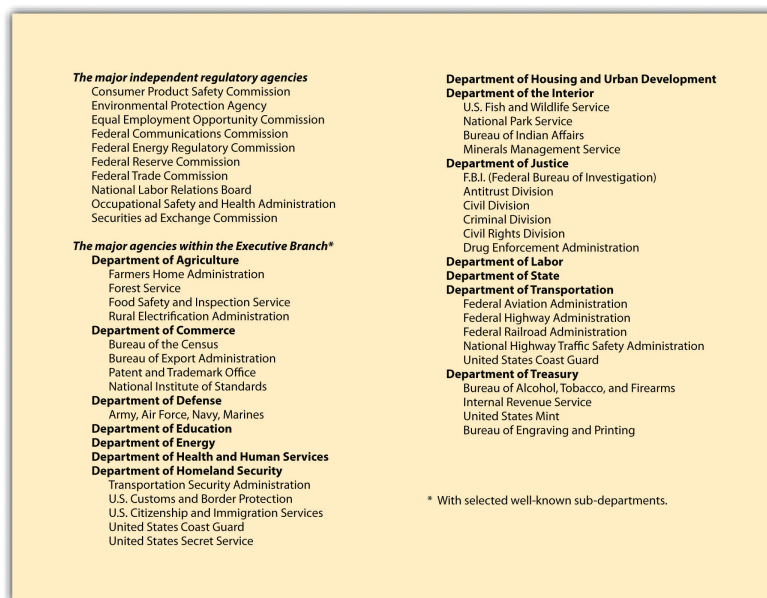 The major independent regulatory agencies
Consumer Product Safety Commission
Environmental Protection Agency
Equal Employment Opportunity Commission
Federal Communications Commission
Federal Energy Regulatory Commission
Federal Reserve Commission
Federal Trade Commission
National Labor Relations Board
Occupational Safety and Health Administration
Securities ad Exchange Commission
The major agencies within the Executive Branch*
Department of Agriculture
Farmers Home Administration
Forest Service
Food Safety and Inspection Service
Rural Electrification Administration
Department of Commerce
Bureau of the Census
Bureau of Export Administration
Patent and Trademark Office
National Institute of Standards
Department of Defense
Army, Air Force, Navy, Marines
Department of Education
Department of Energy
Department of Health and Human Services
Department of Homeland Security
Transportation Security Administration
U.S. Customs and Border Protection
U.S. Citizenship and Immigration Services
United States Coast Guard
United States Secret Service
Department of Housing and Urban Development
Department of the Interior
U.S. Fish and Wildlife Service
National Park Service
Bureau of Indian Affairs
Minerals Management Service
Department of Justice
F.B.I. (Federal Bureau of Investigation)
Antitrust Division
Civil Division
Criminal Division
Civil Rights Division
Drug Enforcement Administration
Department of Labor
Department of State
Department of Transportation
Federal Aviation Administration
Federal Highway Administration
Federal Railroad Administration
National Highway Traffic Safety Administration
United States Coast Guard
Department of Treasury
Bureau of Alcohol, Tobacco, and Firearms
Internal Revenue Service
United States Mint
Bureau of Engraving and Printing
* With selected well-known sub-departments.